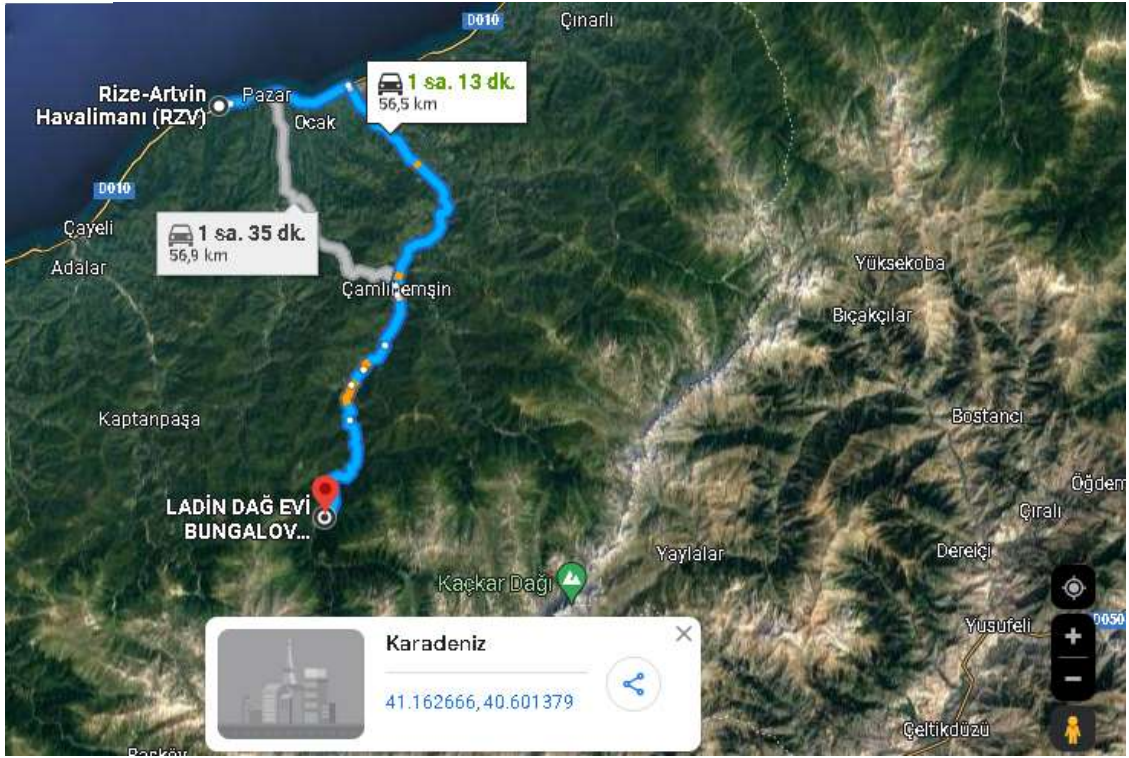 D010
Çınarlı
1 sa. 13 dk.
56,5 km
Rize-Artvin
Havalimanı (RZV)
Pazar
Ocak
D010
Çayeli
Adalar
1 sa. 35 dk.
56,9 km
Çamlıhemşin
Yüksekoba
Bıçakçılar
Kaptanpaşa
Bostancı
Öğdem
Çıralı
LADİN DAĞ EVİ
BUNGALOV...
Yaylalar
Dereiçi
Kaçkar Dağı
Yusufeli
D050
Karadeniz
41.162666, 40.601379
Çeltikdüzü
Başköy